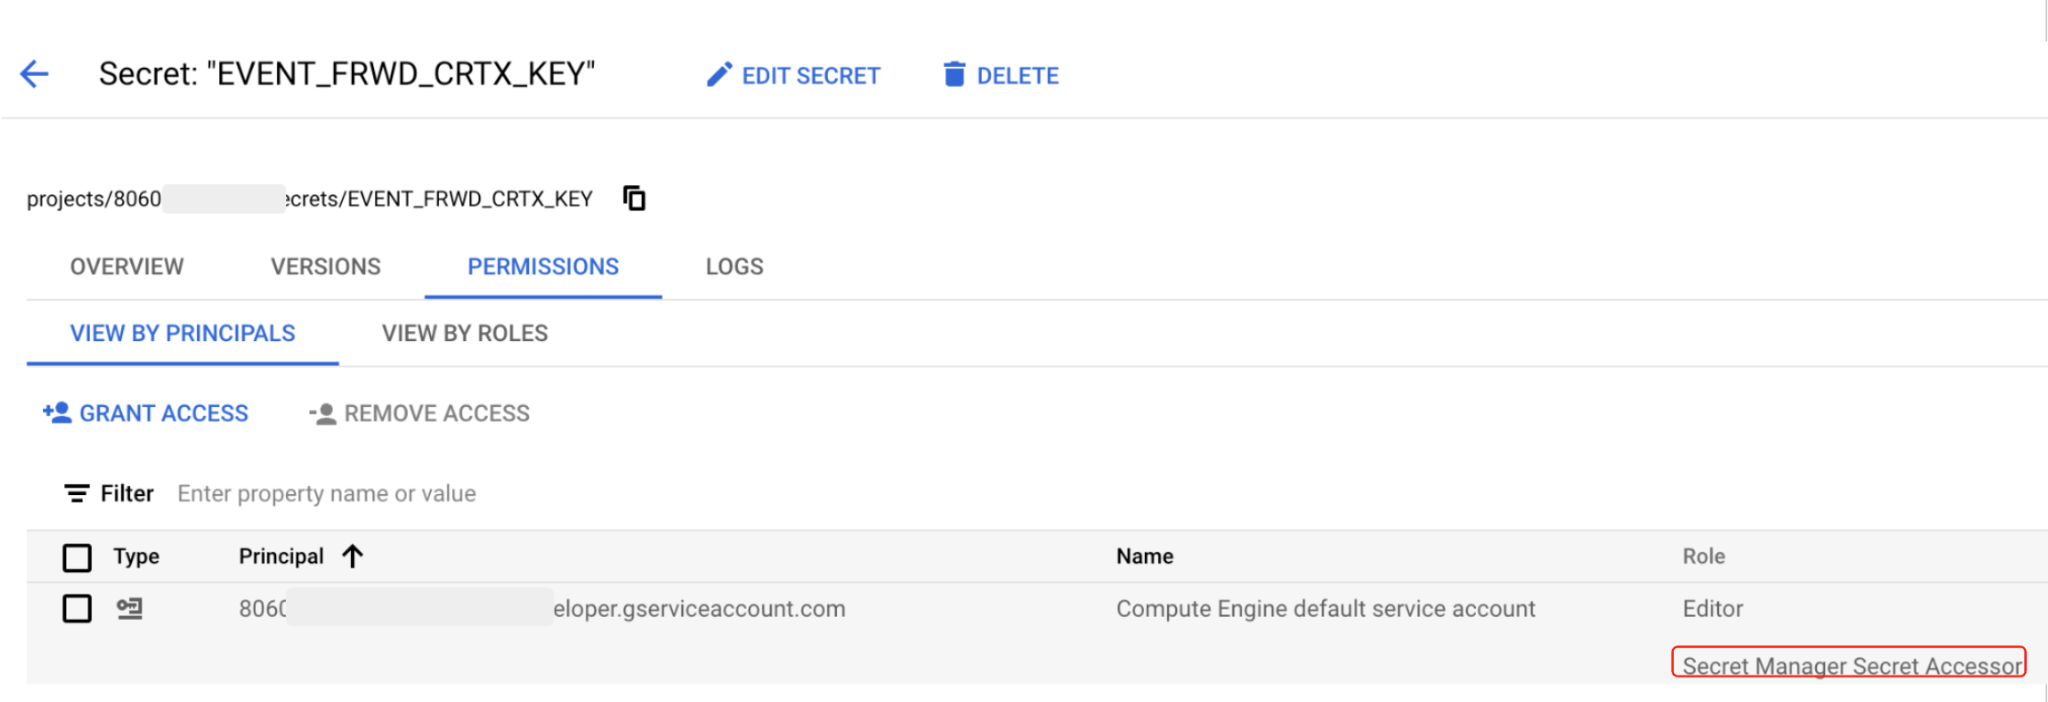 Secret: "EVENT_FRWD_CRTX_KEY" EDIT SECRET DELETE
projects/8060 ecrets/EVENT_FRWD_CRTX_KEY
OVERVIEW VERSIONS PERMISSIONS LOGS
VIEW BY PRINCIPALS VIEW BY ROLES
GRANT ACCESS REMOVE ACCESS
Filter Enter property name or value
Type Principal Name Role
8060 eloper.gserviceaccount.com Compute Engine default service account Editor
Secret Manager Secret Accessor